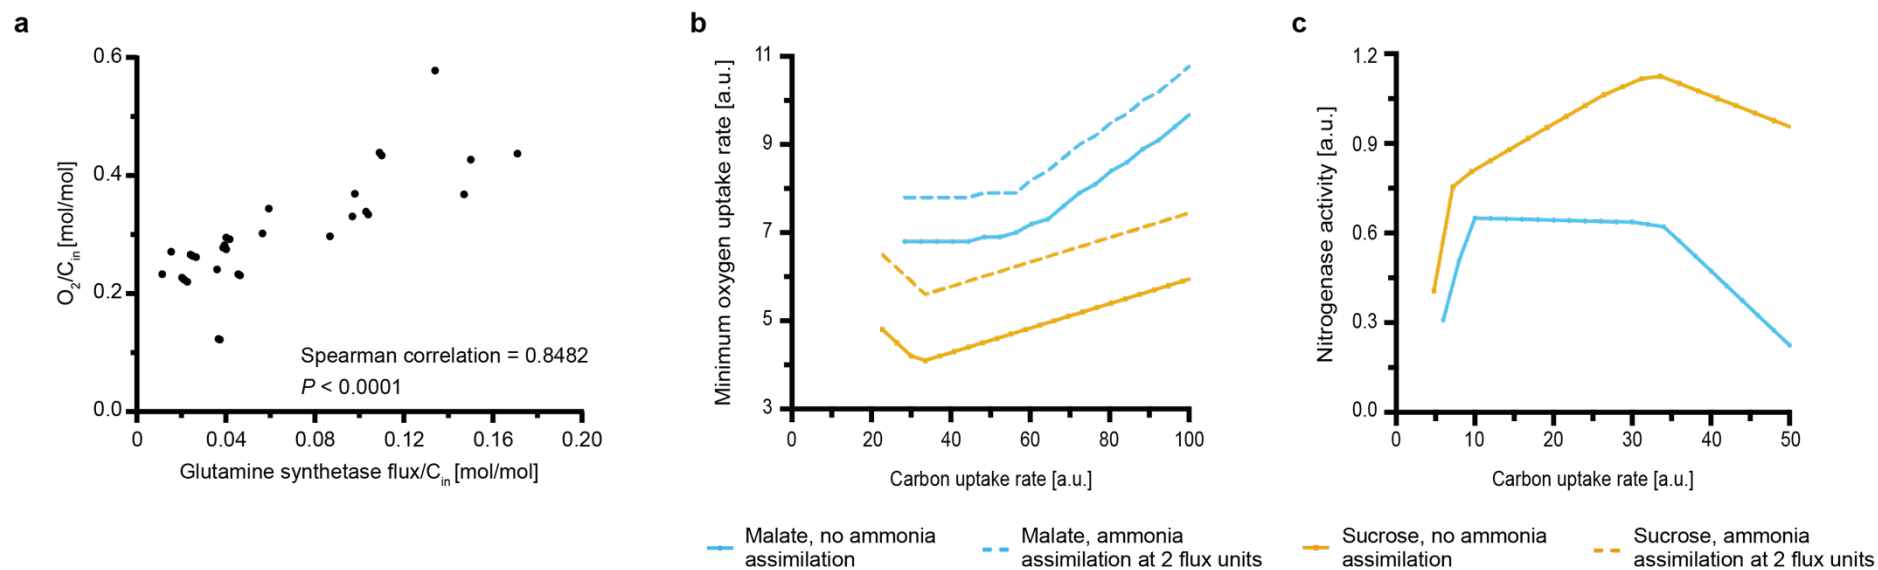 a
0.6
0.4
0.2
0.0
O2/Cin [mol/mol]
Spearman correlation = 0.8482
P < 0.0001
0 0.04 0.08 0.12 0.16 0.20
Glutamine synthetase flux/Cin [mol/mol]
b
11
9
7
5
3
Minimum oxygen uptake rate [a.u.]
0 20 40 60 80 100
Carbon uptake rate [a.u.]
c
1.2
0.9
0.6
0.3
0.0
Nitrogenase activity [a.u.]
0 10 20 30 40 50
Carbon uptake rate [a.u.]
Malate, no ammonia
assimilation
Malate, ammonia
assimilation at 2 flux units
Sucrose, no ammonia
assimilation
Sucrose, ammonia
assimilation at 2 flux units